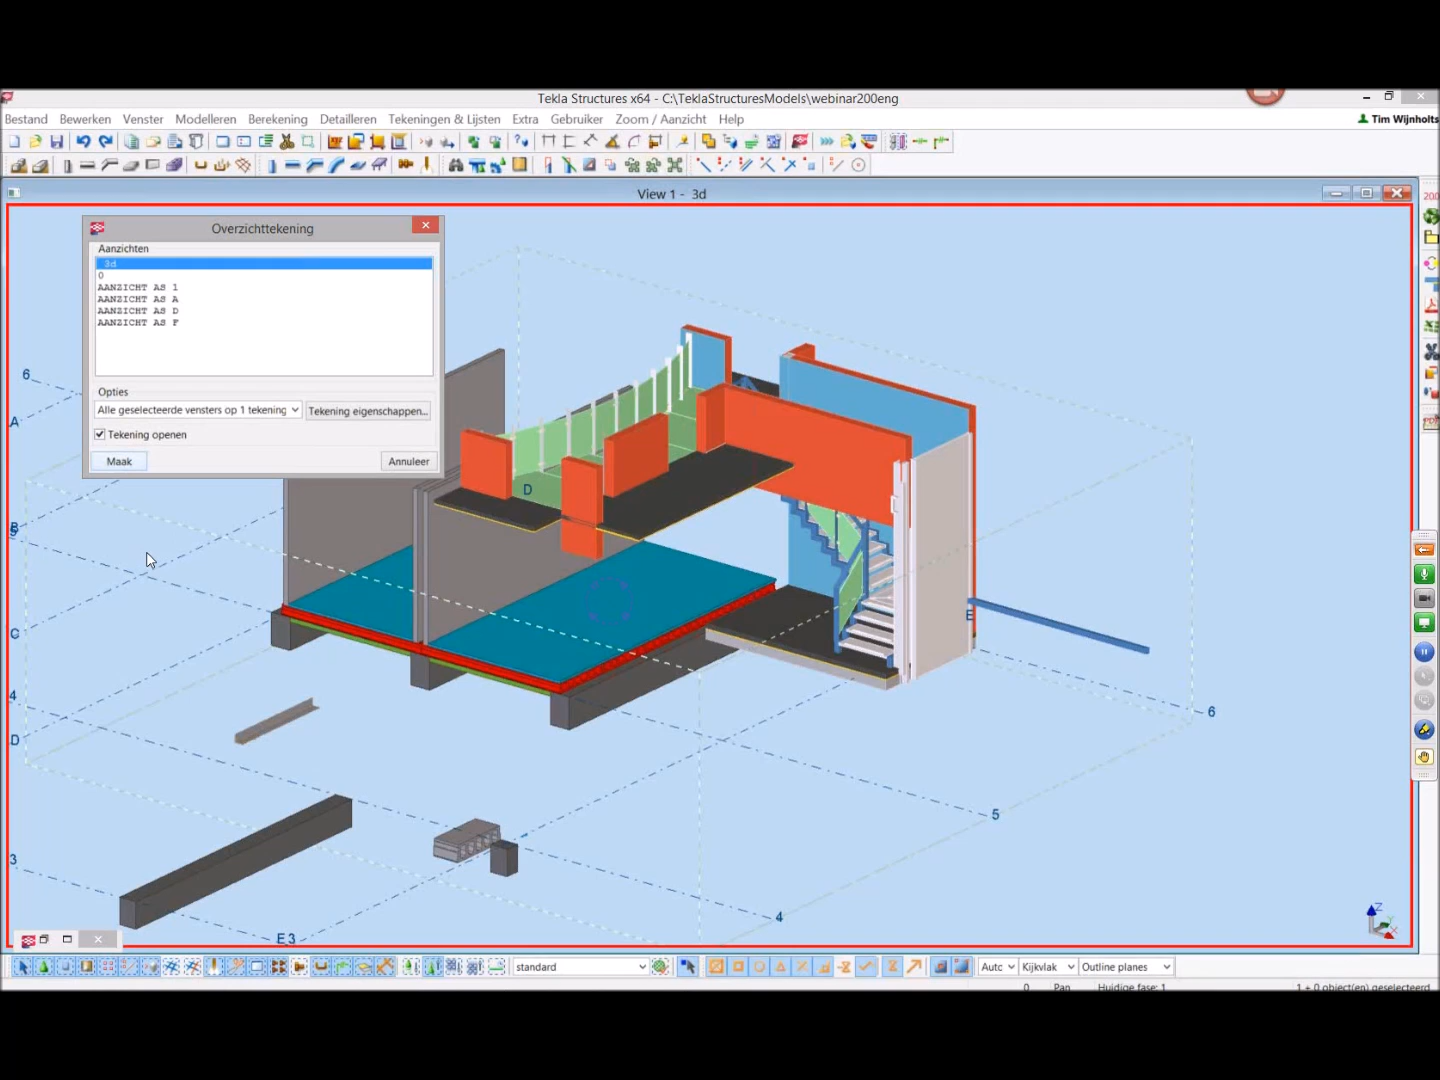 Tekla Structures x64 - C:\TeklaStructuresModels\webinar200eng
Bestand Bewerken Venster Modelleren Berekening Detailleren Tekeningen & Lijsten Extra Gebruiker Zoom / Aanzicht Help
Tim Wijnholts
View 1 - 3d
Overzichttekening
Aanzichten
3d
0
AANZICHT AS 1
AANZICHT AS A
AANZICHT AS D
AANZICHT AS F
Opties
Alle geselecteerde vensters op 1 tekening
Tekening eigenschappen...
Tekening openen
Maak
Annuleer
6
A
D
B
C
E
4
D
6
5
3
4
E 3
Z
standard
Auto
Kijkvlak
Outline planes
0 Pan Huidige fase: 1 1 + 0 object(en) geselecteerd